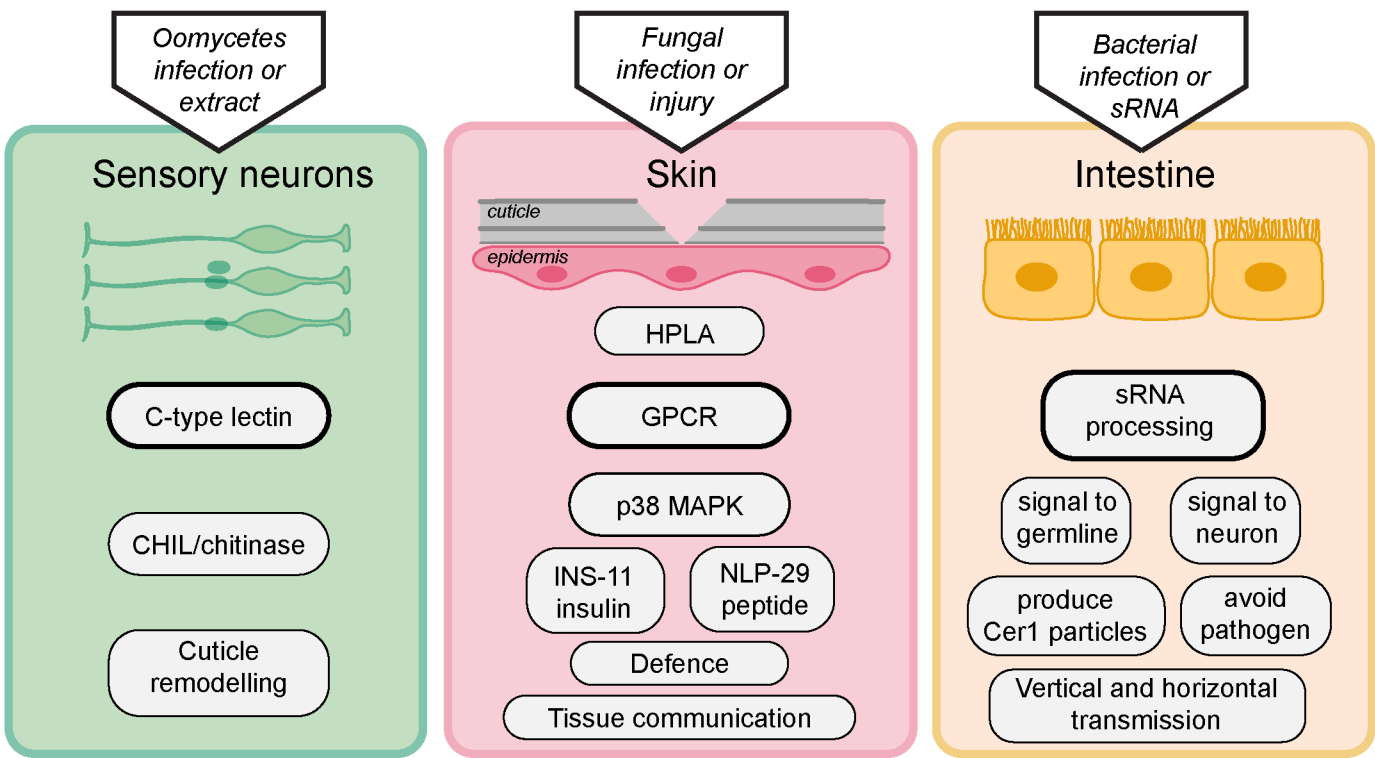 Oomycetes
infection or
extract
Sensory neurons
C-type lectin
CHIL/chitinase
Cuticle
remodelling
Fungal
infection or
injury
Skin
cuticle
epidermis
HPLA
GPCR
p38 MAPK
INS-11
insulin
NLP-29
peptide
Defence
Tissue communication
Bacterial
infection or
sRNA
Intestine
sRNA
processing
signal to
germline
signal to
neuron
produce
Cer1 particles
avoid
pathogen
Vertical and horizontal
transmission